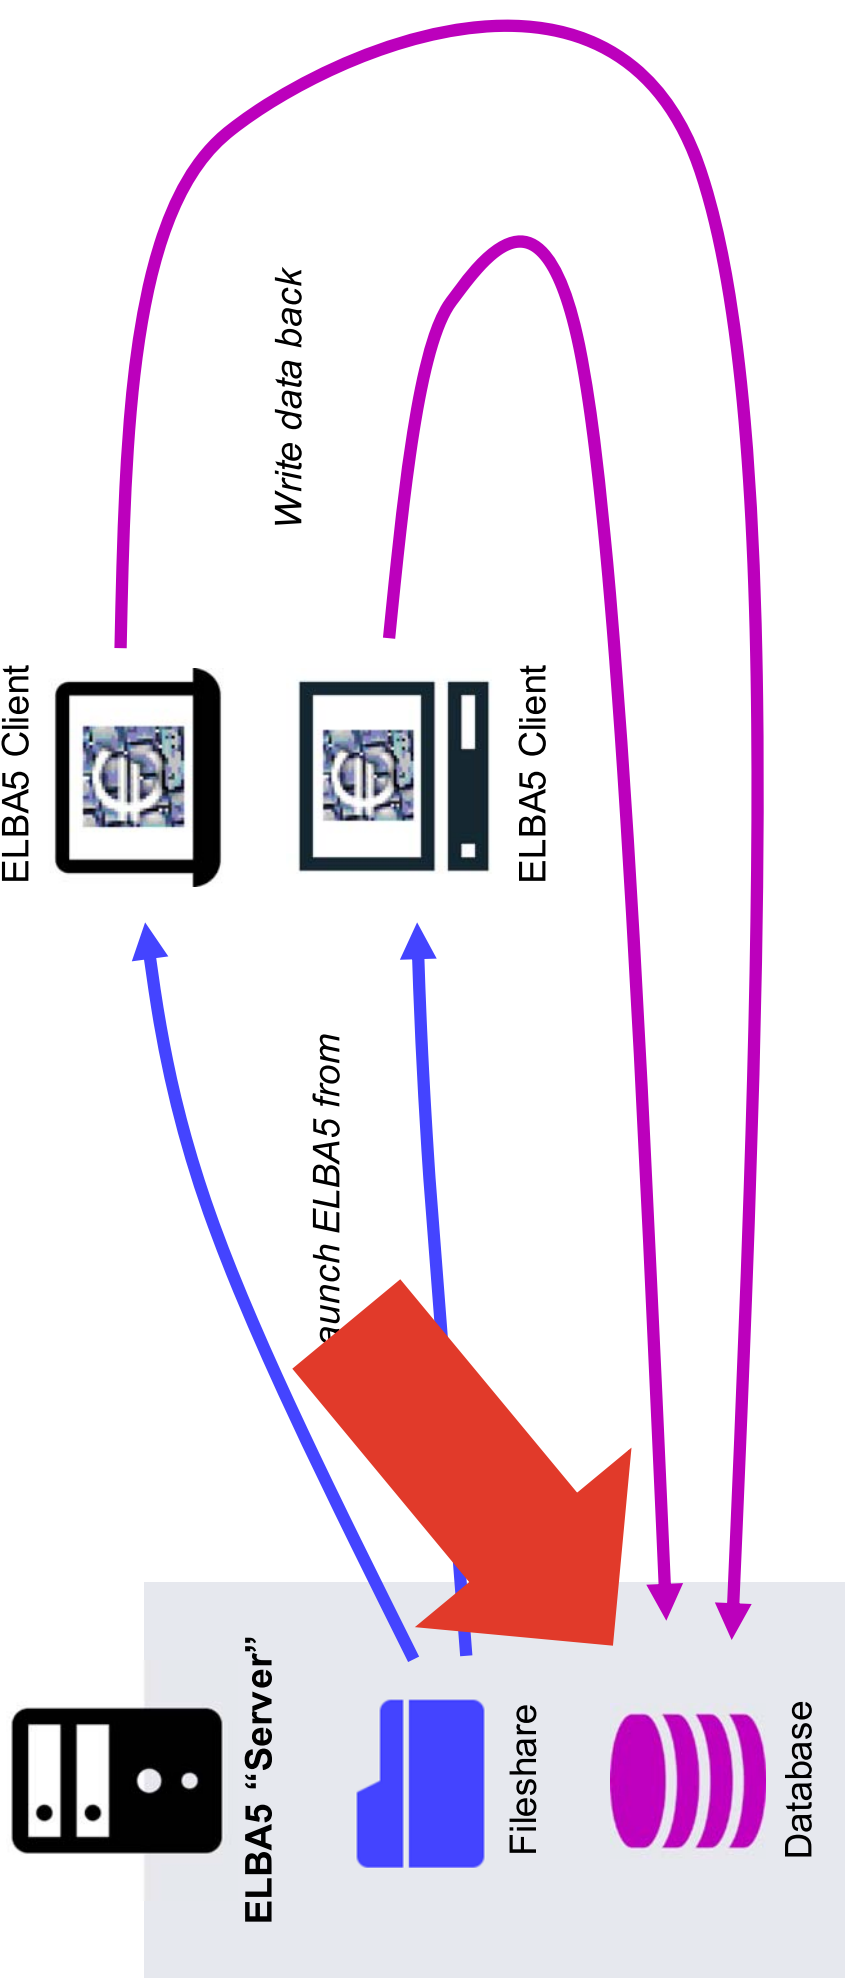 ELBA5 “Server”
Fileshare
Database
aunch ELBA5 from
ELBA5 Client
ELBA5 Client
Write data back